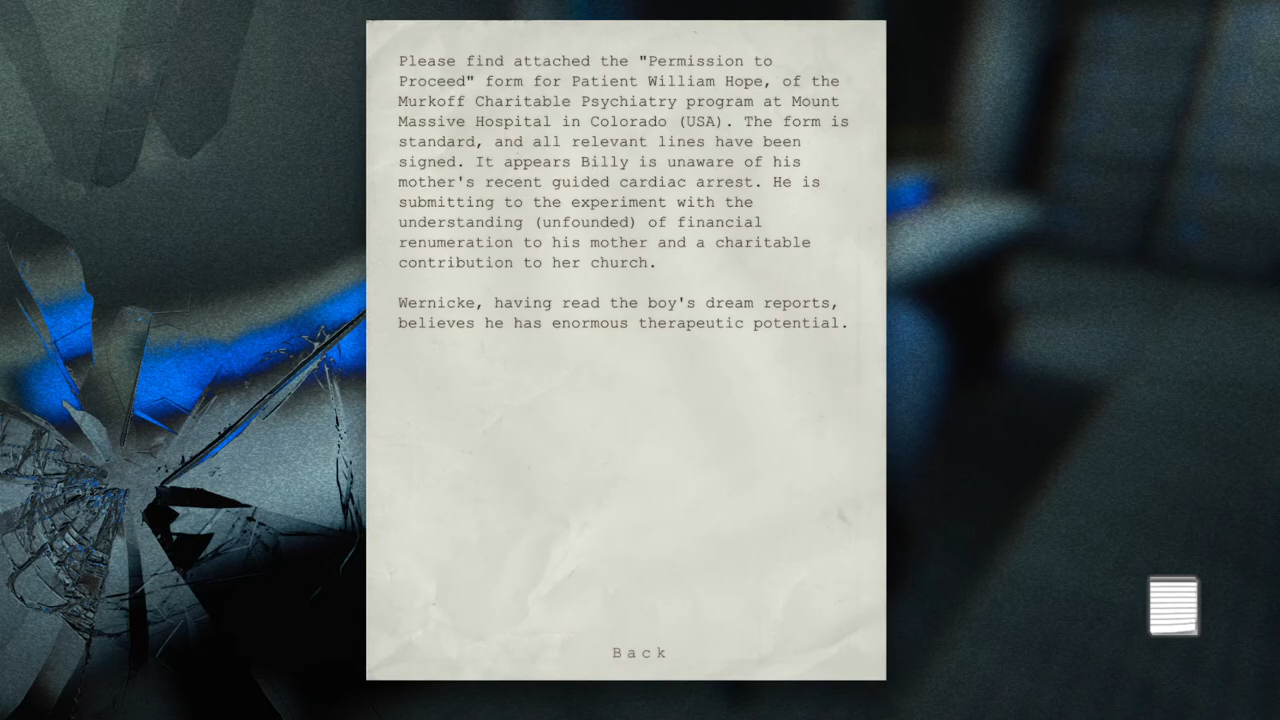 Please find attached the "Permission to
Proceed" form for Patient William Hope, of the
Murkoff Charitable Psychiatry program at Mount
Massive Hospital in Colorado (USA). The form is
standard, and all relevant lines have been
signed. It appears Billy is unaware of his
mother's recent guided cardiac arrest. He is
submitting to the experiment with the
understanding (unfounded) of financial
renumeration to his mother and a charitable
contribution to her church.
Wernicke, having read the boy's dream reports,
believes he has enormous therapeutic potential.
Back